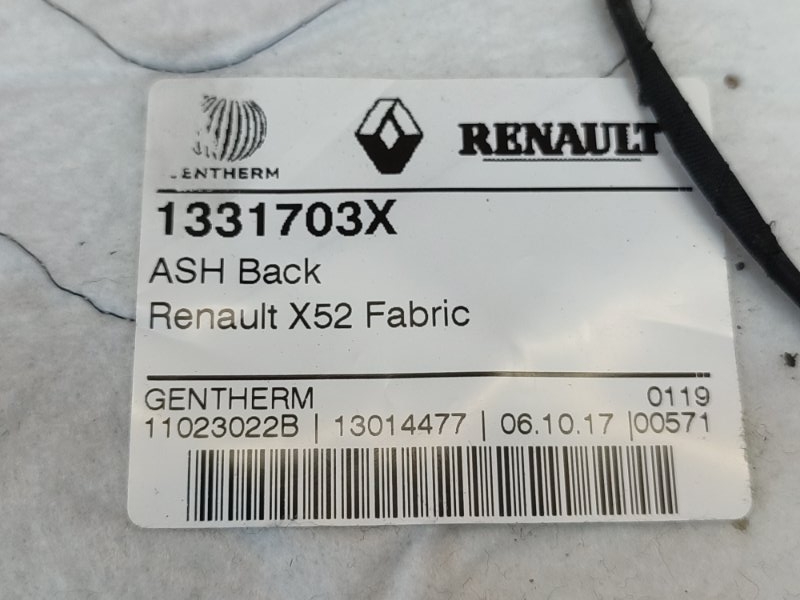 GENTHERM
RENAULT
1331703X
ASH Back
Renault X52 Fabric
GENTHERM 0119
11023022B | 13014477 | 06.10.17 |00571